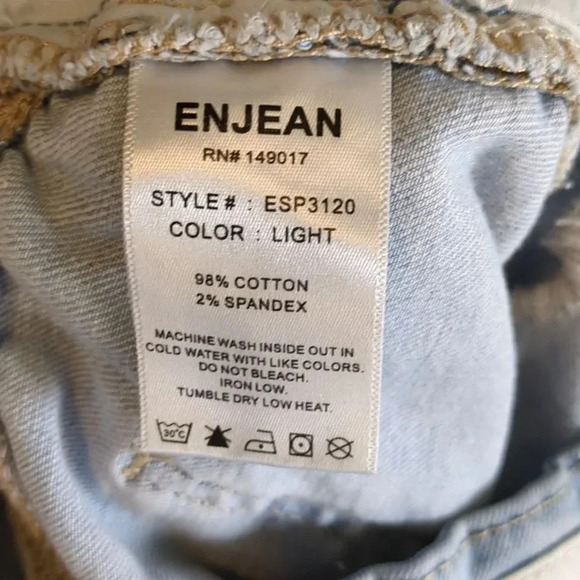 ENJEAN
RN# 149017
STYLE # : ESP3120
COLOR : LIGHT
98% COTTON
2% SPANDEX
MACHINE WASH INSIDE OUT IN
COLD WATER WITH LIKE COLORS.
DO NOT BLEACH.
IRON LOW.
TUMBLE DRY LOW HEAT.
30°C